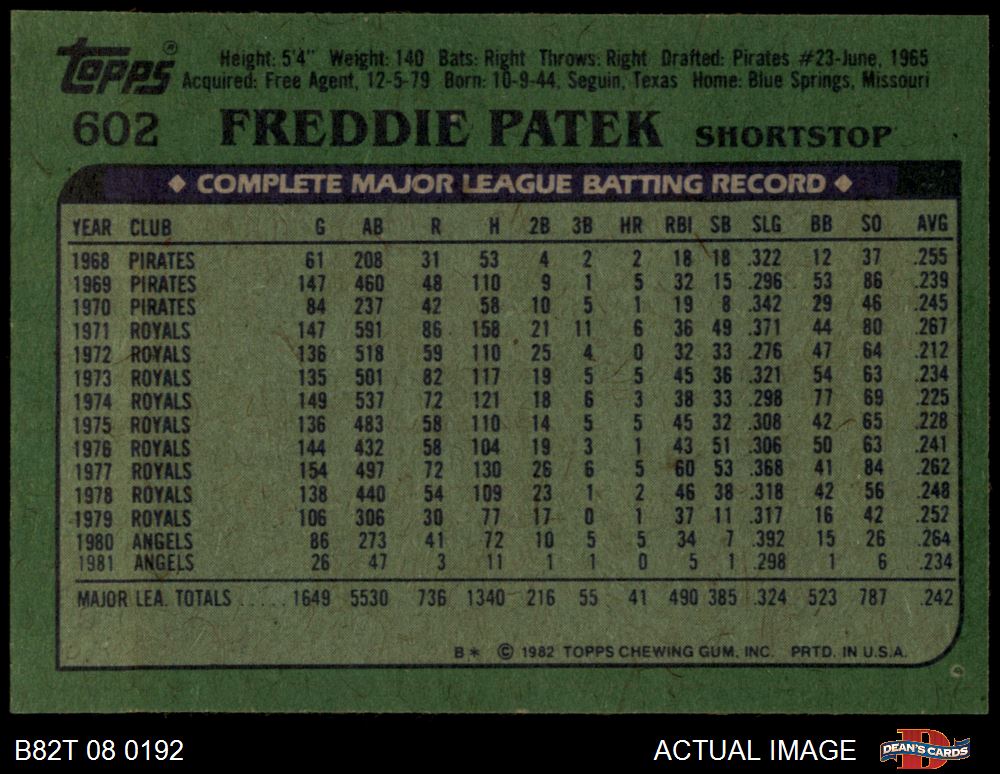 Topps® Height: 5'4" Weight: 140 Bats: Right Throws: Right Drafted: Pirates #23-June, 1965
Acquired: Free Agent, 12-5-79 Born: 10-9-44, Seguin, Texas Home: Blue Springs, Missouri
602 FREDDIE PATEK SHORTSTOP
◆ COMPLETE MAJOR LEAGUE BATTING RECORD ◆
YEAR CLUB G AB R H 2B 3B HR RBI SB SLG BB SO AVG
1968 PIRATES 61 208 31 53 4 2 2 18 18 .322 12 37 .255
1969 PIRATES 147 460 48 110 9 1 5 32 15 .296 53 86 .239
1970 PIRATES 84 237 42 58 10 5 1 19 8 .342 29 46 .245
1971 ROYALS 147 591 86 158 21 11 6 36 49 .371 44 80 .267
1972 ROYALS 136 518 59 110 25 4 0 32 33 .276 47 64 .212
1973 ROYALS 135 501 82 117 19 5 5 45 36 .321 54 63 .234
1974 ROYALS 149 537 72 121 18 6 3 38 33 .298 77 69 .225
1975 ROYALS 136 483 58 110 14 5 5 45 32 .308 42 65 .228
1976 ROYALS 144 432 58 104 19 3 1 43 51 .306 50 63 .241
1977 ROYALS 154 497 72 130 26 6 5 60 53 .368 41 84 .262
1978 ROYALS 138 440 54 109 23 1 2 46 38 .318 42 56 .248
1979 ROYALS 106 306 30 77 17 0 1 37 11 .317 16 42 .252
1980 ANGELS 86 273 41 72 10 5 5 34 7 .392 15 26 .264
1981 ANGELS 26 47 3 11 1 1 0 5 1 .298 1 6 .234
MAJOR LEA. TOTALS ..... 1649 5530 736 1340 216 55 41 490 385 .324 523 787 .242
B* © 1982 TOPPS CHEWING GUM, INC. PRTD. IN U.S.A.
B82T 08 0192 ACTUAL IMAGE B DEAN'S CARDS